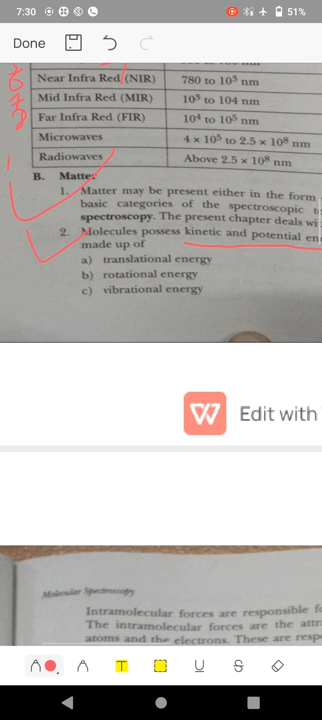 7:30 51%
Done
Near Infra Red (NIR) 780 to 10³ nm
Mid Infra Red (MIR) 10³ to 104 nm
Far Infra Red (FIR) 104 to 10⁵ nm
Microwaves 4 × 10⁵ to 2.5 × 10⁸ nm
Radiowaves Above 2.5 × 10⁸ nm
B. Matter
1. Matter may be present either in the form
basic categories of the spectroscopic
spectroscopy. The present chapter deals
2. Molecules possess kinetic and potential
made up of
a) translational energy
b) rotational energy
c) vibrational energy
Edit with
Molecular Spectroscopy
Intramolecular forces are responsible
The intramolecular forces are the
atoms and the electrons. These are